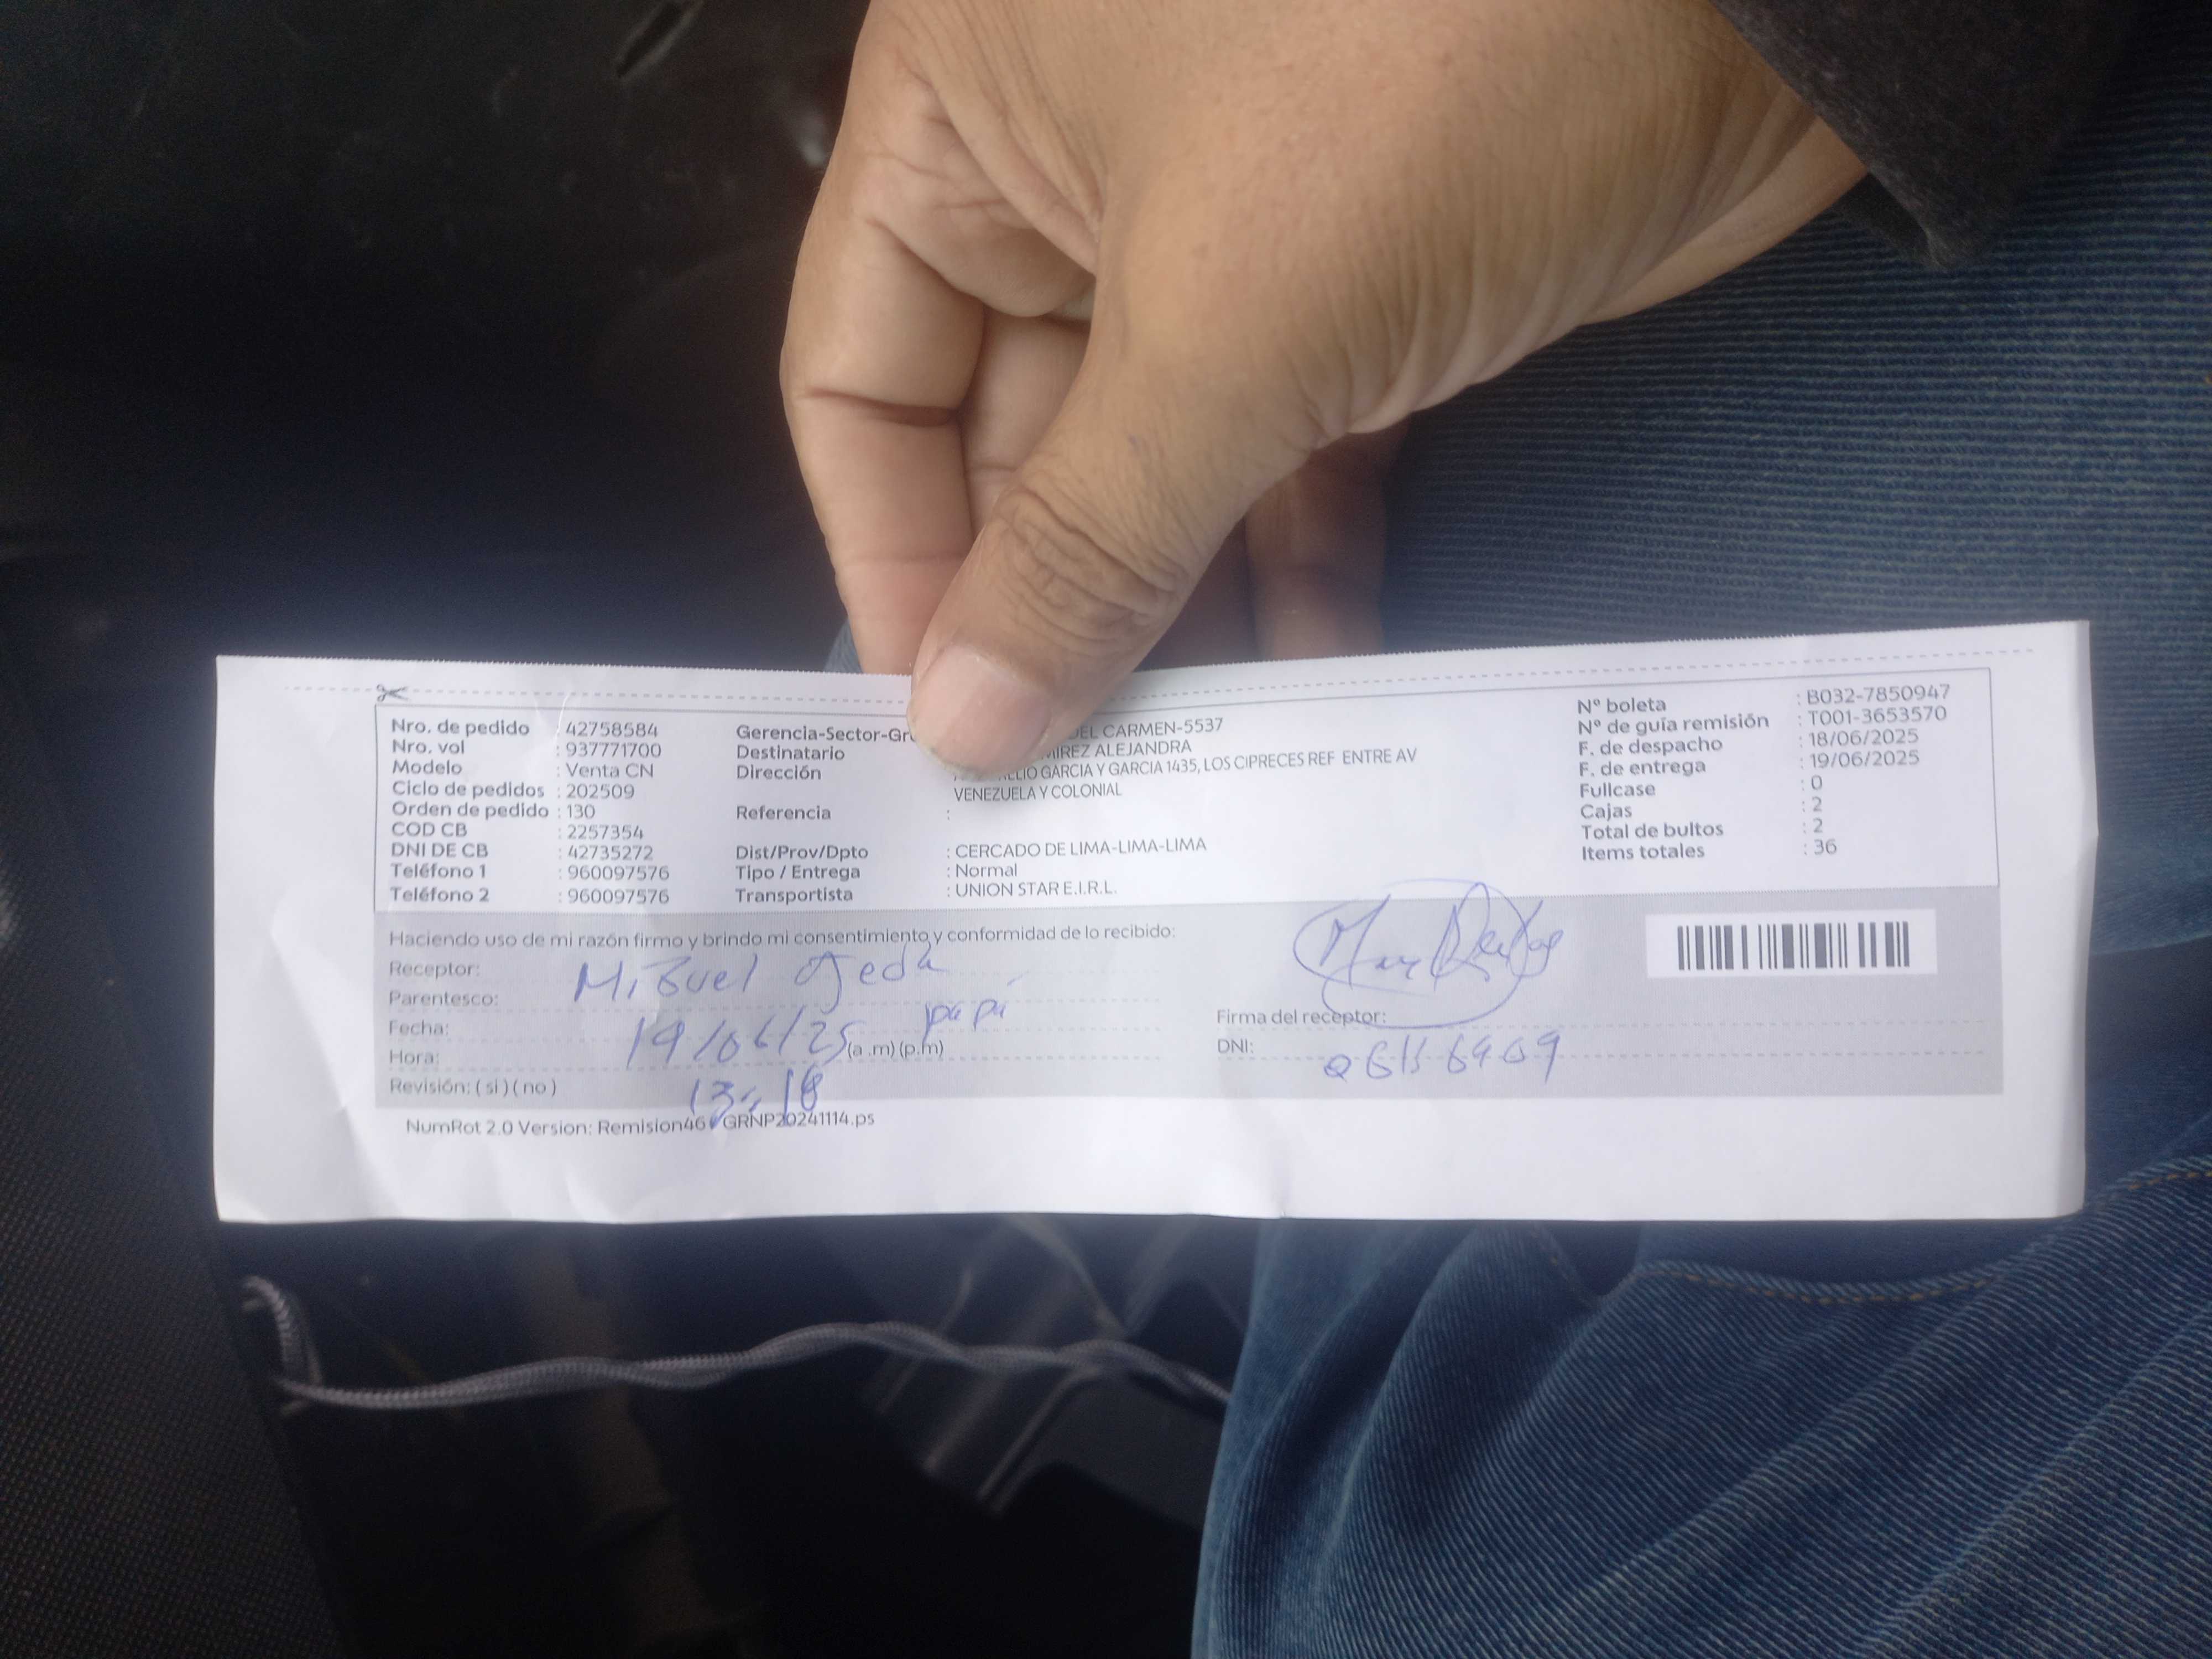 Nro. de pedido : 42758584
Nro. vol : 937771700
Modelo : Venta CN
Ciclo de pedidos : 202509
Orden de pedido : 130
COD CB : 2257354
DNI DE CB : 42735272
Teléfono 1 : 960097576
Teléfono 2 : 960097576
Gerencia-Sector-Gr DEL CARMEN-5537
Destinatario ALEJANDRA
Dirección GARCIA Y GARCIA 1435, LOS CIPRECES REF ENTRE AV
VENEZUELA Y COLONIAL
Referencia :
Dist/Prov/Dpto : CERCADO DE LIMA-LIMA-LIMA
Tipo / Entrega : Normal
Transportista : UNION STAR E.I.R.L.
Nº boleta : B032-7850947
Nº de guía remisión : T001-3653570
F. de despacho : 18/06/2025
F. de entrega : 19/06/2025
Fullcase : 0
Cajas : 2
Total de bultos : 2
Items totales : 36
Haciendo uso de mi razón firmo y brindo mi consentimiento y conformidad de lo recibido:
Receptor: Miguel Ojeda
Parentesco: papá
Fecha: 19/06/25
Hora: 13:18 (a.m) (p.m)
Revisión: ( si ) ( no )
Firma del receptor:
DNI:
NumRot 2.0 Version: Remision46 GRNP20241114.ps